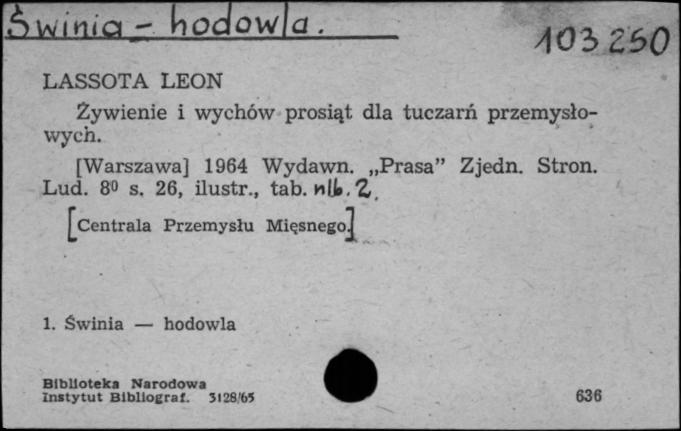 Świnia - hodowla.
103250
LASSOTA LEON
Żywienie i wychów prosiąt dla tuczarń przemysło-
wych.
[Warszawa] 1964 Wydawn. „Prasa” Zjedn. Stron.
Lud. 8⁰ s. 26, ilustr., tab. nlb. 2.
[Centrala Przemysłu Mięsnego.]
1. Świnia — hodowla
Biblioteka Narodowa
Instytut Bibliograf. 3128/65
636